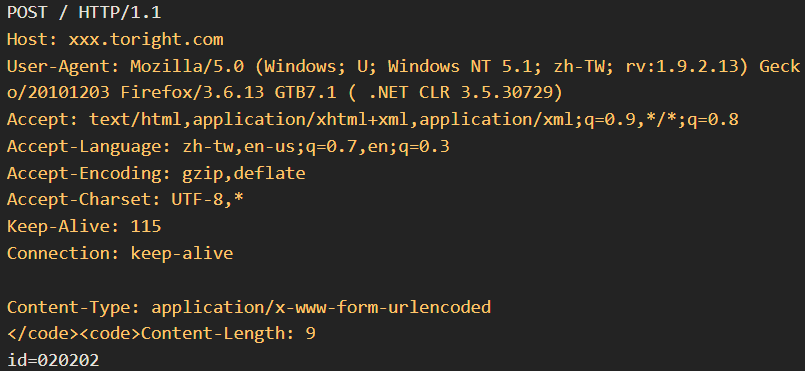 POST / HTTP/1.1
Host: xxx.toright.com
User-Agent: Mozilla/5.0 (Windows; U; Windows NT 5.1; zh-TW; rv:1.9.2.13) Geck
o/20101203 Firefox/3.6.13 GTB7.1 ( .NET CLR 3.5.30729)
Accept: text/html,application/xhtml+xml,application/xml;q=0.9,*/*;q=0.8
Accept-Language: zh-tw,en-us;q=0.7,en;q=0.3
Accept-Encoding: gzip,deflate
Accept-Charset: UTF-8,*
Keep-Alive: 115
Connection: keep-alive

Content-Type: application/x-www-form-urlencoded
</code><code>Content-Length: 9
id=020202